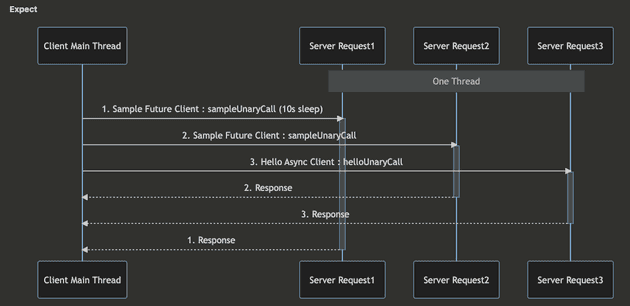 Expect
Client Main Thread
Server Request1
Server Request2
Server Request3
One Thread
1. Sample Future Client : sampleUnaryCall (10s sleep)
2. Sample Future Client : sampleUnaryCall
3. Hello Async Client : helloUnaryCall
2. Response
3. Response
1. Response
Client Main Thread
Server Request1
Server Request2
Server Request3